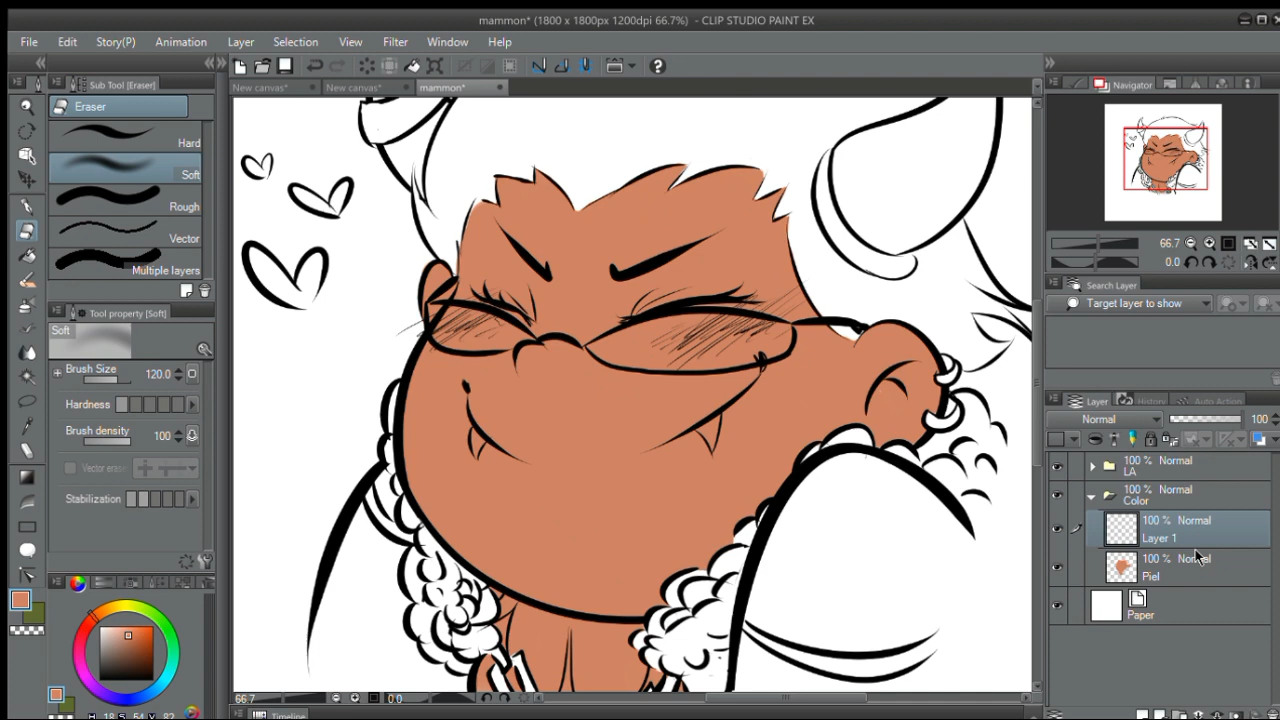 mammon* (1800 x 1800px 1200dpi 66.7%) - CLIP STUDIO PAINT EX
File Edit Story(P) Animation Layer Selection View Filter Window Help
Sub Tool [Eraser]
New canvas* New canvas* mammon*
Navigator
Eraser
Hard
Soft
Rough
Vector
Multiple layers
Tool property [Soft]
Soft
Brush Size 120.0
Hardness
Brush density 100
Vector eras
Stabilization
66.7
0.0
Search Layer
Target layer to show
Layer History Auto Action
Normal 100
100 % Normal
LA
100 % Normal
Color
100 % Normal
Layer 1
100 % Normal
Piel
Paper
66.7 0.0
Timeline
H 18 S 54 V 82